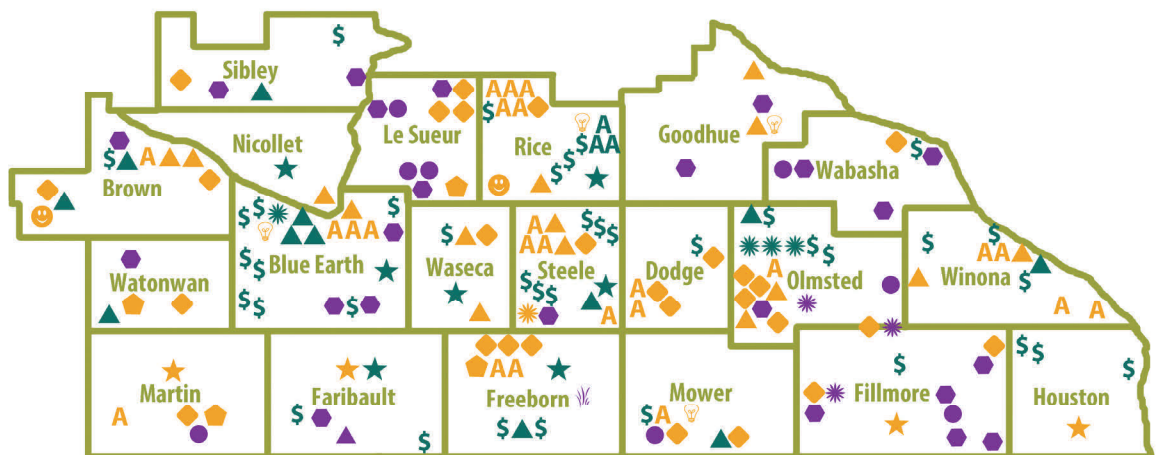 Sibley
Nicollet
Le Sueur
Rice
Goodhue
Wabasha
Brown
Watonwan
Blue Earth
Waseca
Steele
Dodge
Olmsted
Winona
Martin
Faribault
Freeborn
Mower
Fillmore
Houston